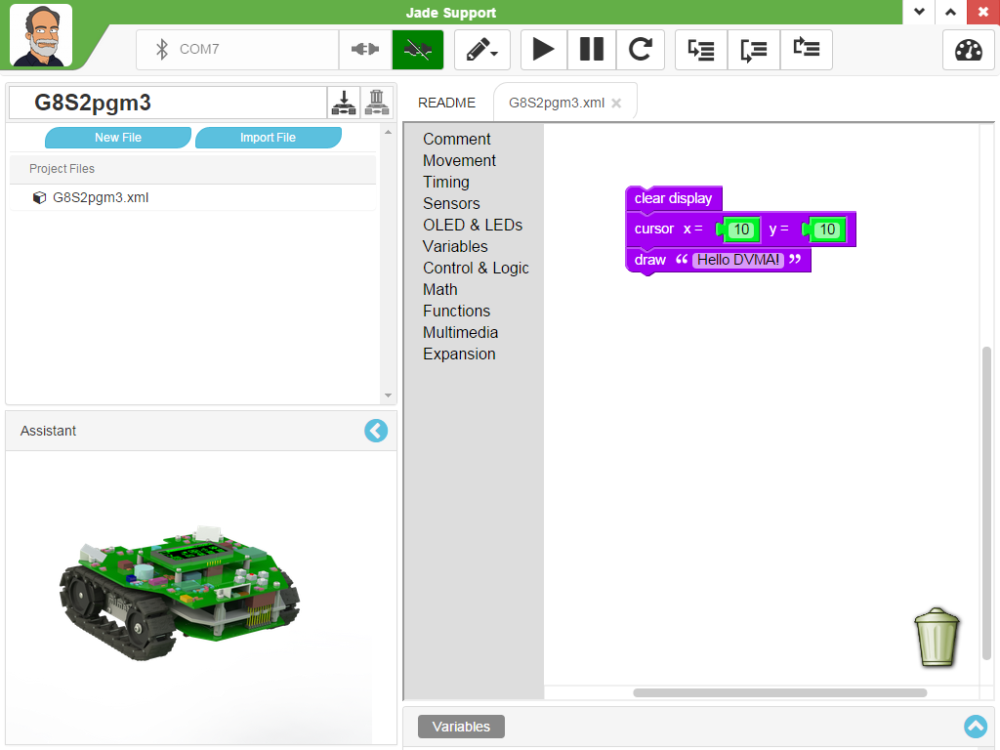 Jade Support
COM7
G8S2pgm3
README
G8S2pgm3.xml
New File
Import File
Project Files
G8S2pgm3.xml
Comment
Movement
Timing
Sensors
OLED & LEDs
Variables
Control & Logic
Math
Functions
Multimedia
Expansion
clear display
cursor x = 10 y = 10
draw “ Hello DVMA! ”
Assistant
Variables